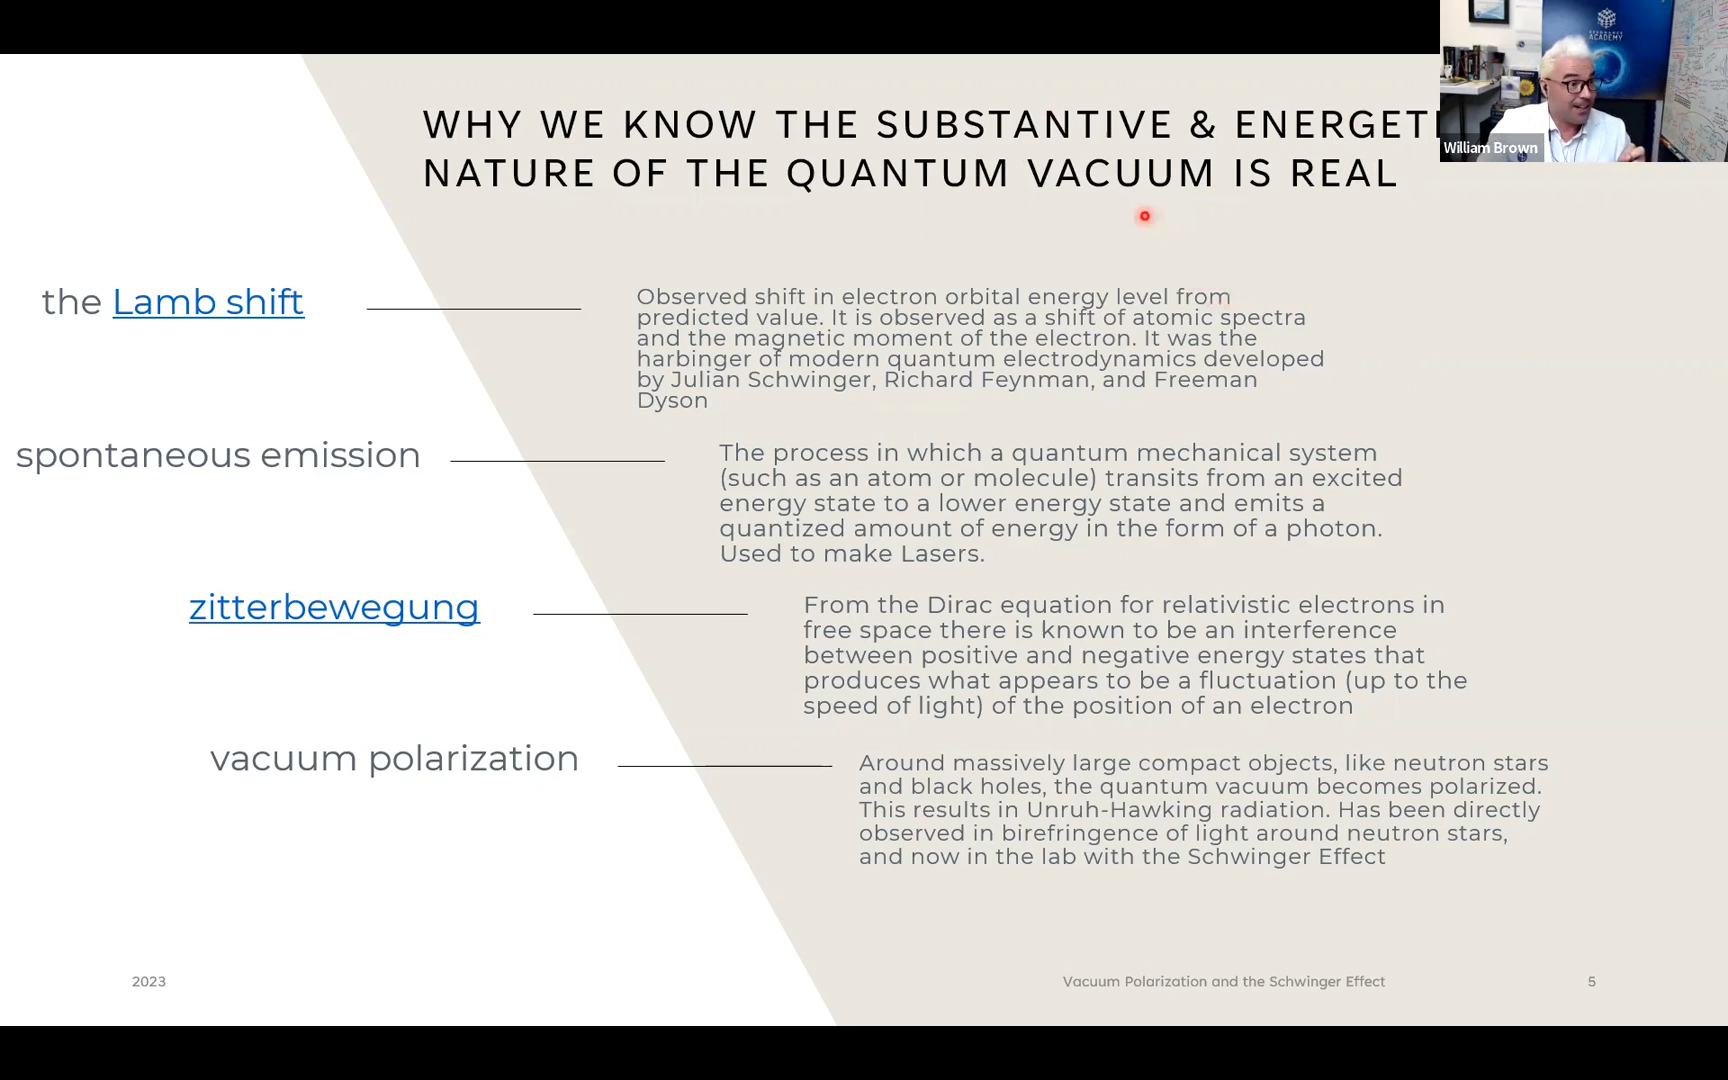 WHY WE KNOW THE SUBSTANTIVE & ENERGETI
NATURE OF THE QUANTUM VACUUM IS REAL
ACADEMY
William Brown
the Lamb shift
Observed shift in electron orbital energy level from
predicted value. It is observed as a shift of atomic spectra
and the magnetic moment of the electron. It was the
harbinger of modern quantum electrodynamics developed
by Julian Schwinger, Richard Feynman, and Freeman
Dyson
spontaneous emission
The process in which a quantum mechanical system
(such as an atom or molecule) transits from an excited
energy state to a lower energy state and emits a
quantized amount of energy in the form of a photon.
Used to make Lasers.
zitterbewegung
From the Dirac equation for relativistic electrons in
free space there is known to be an interference
between positive and negative energy states that
produces what appears to be a fluctuation (up to the
speed of light) of the position of an electron
vacuum polarization
Around massively large compact objects, like neutron stars
and black holes, the quantum vacuum becomes polarized.
This results in Unruh-Hawking radiation. Has been directly
observed in birefringence of light around neutron stars,
and now in the lab with the Schwinger Effect
2023
Vacuum Polarization and the Schwinger Effect
5